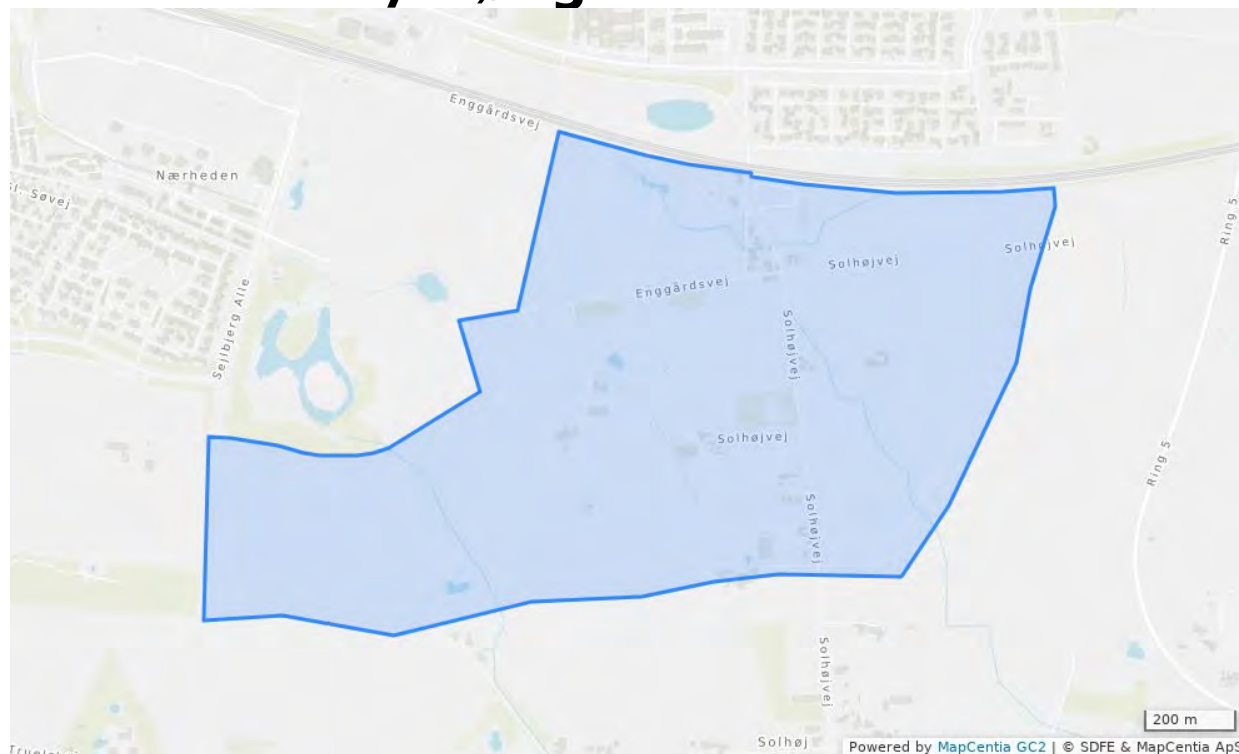 Enggårdsvej
Nærheden
Gl. Søvej
Ring 5
Solhøjvej
Solhøjvej
Enggårdsvej
Sejlbjerg Alle
Solhøjvej
Solhøjvej
Ring 5
Solhøjvej
Solhøjvej
200 m
Solhøj
Powered by MapCentia GC2 | © SDFE & MapCentia ApS